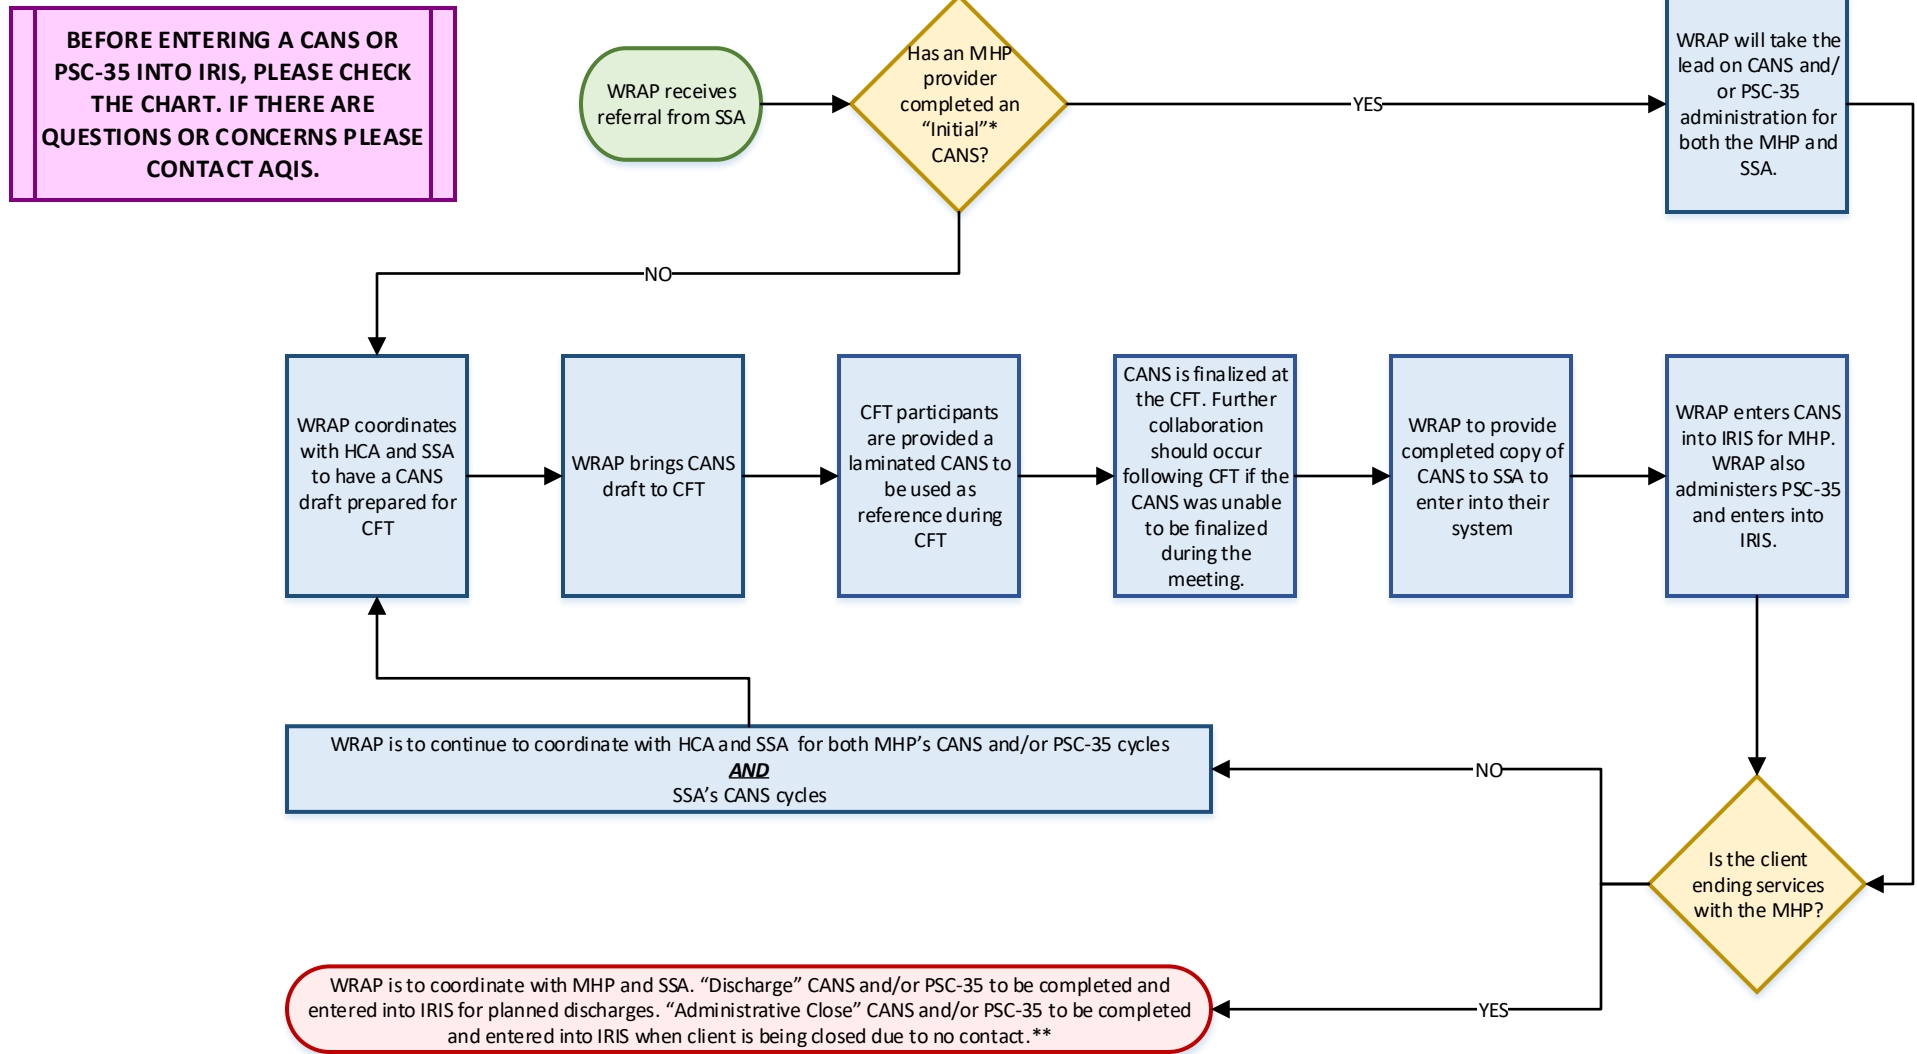 BEFORE ENTERING A CANS OR
PSC-35 INTO IRIS, PLEASE CHECK
THE CHART. IF THERE ARE
QUESTIONS OR CONCERNS PLEASE
CONTACT AQIS.
WRAP receives
referral from SSA
Has an MHP
provider
completed an
“Initial”*
CANS?
YES
WRAP will take the
lead on CANS and/
or PSC-35
administration for
both the MHP and
SSA.
NO
WRAP coordinates
with HCA and SSA
to have a CANS
draft prepared for
CFT
WRAP brings CANS
draft to CFT
CFT participants
are provided a
laminated CANS to
be used as
reference during
CFT
CANS is finalized at
the CFT. Further
collaboration
should occur
following CFT if the
CANS was unable
to be finalized
during the
meeting.
WRAP to provide
completed copy of
CANS to SSA to
enter into their
system
WRAP enters CANS
into IRIS for MHP.
WRAP also
administers PSC-35
and enters into
IRIS.
WRAP is to continue to coordinate with HCA and SSA for both MHP’s CANS and/or PSC-35 cycles
AND
SSA’s CANS cycles
NO
Is the client
ending services
with the MHP?
YES
WRAP is to coordinate with MHP and SSA. “Discharge” CANS and/or PSC-35 to be completed and
entered into IRIS for planned discharges. “Administrative Close” CANS and/or PSC-35 to be completed
and entered into IRIS when client is being closed due to no contact.**